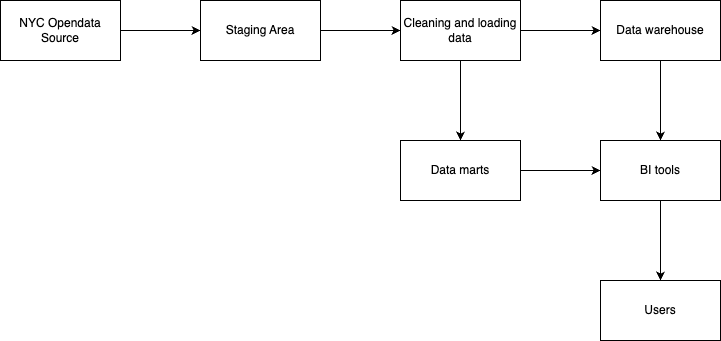 NYC Opendata
Source
Staging Area
Cleaning and loading
data
Data warehouse
Data marts
BI tools
Users